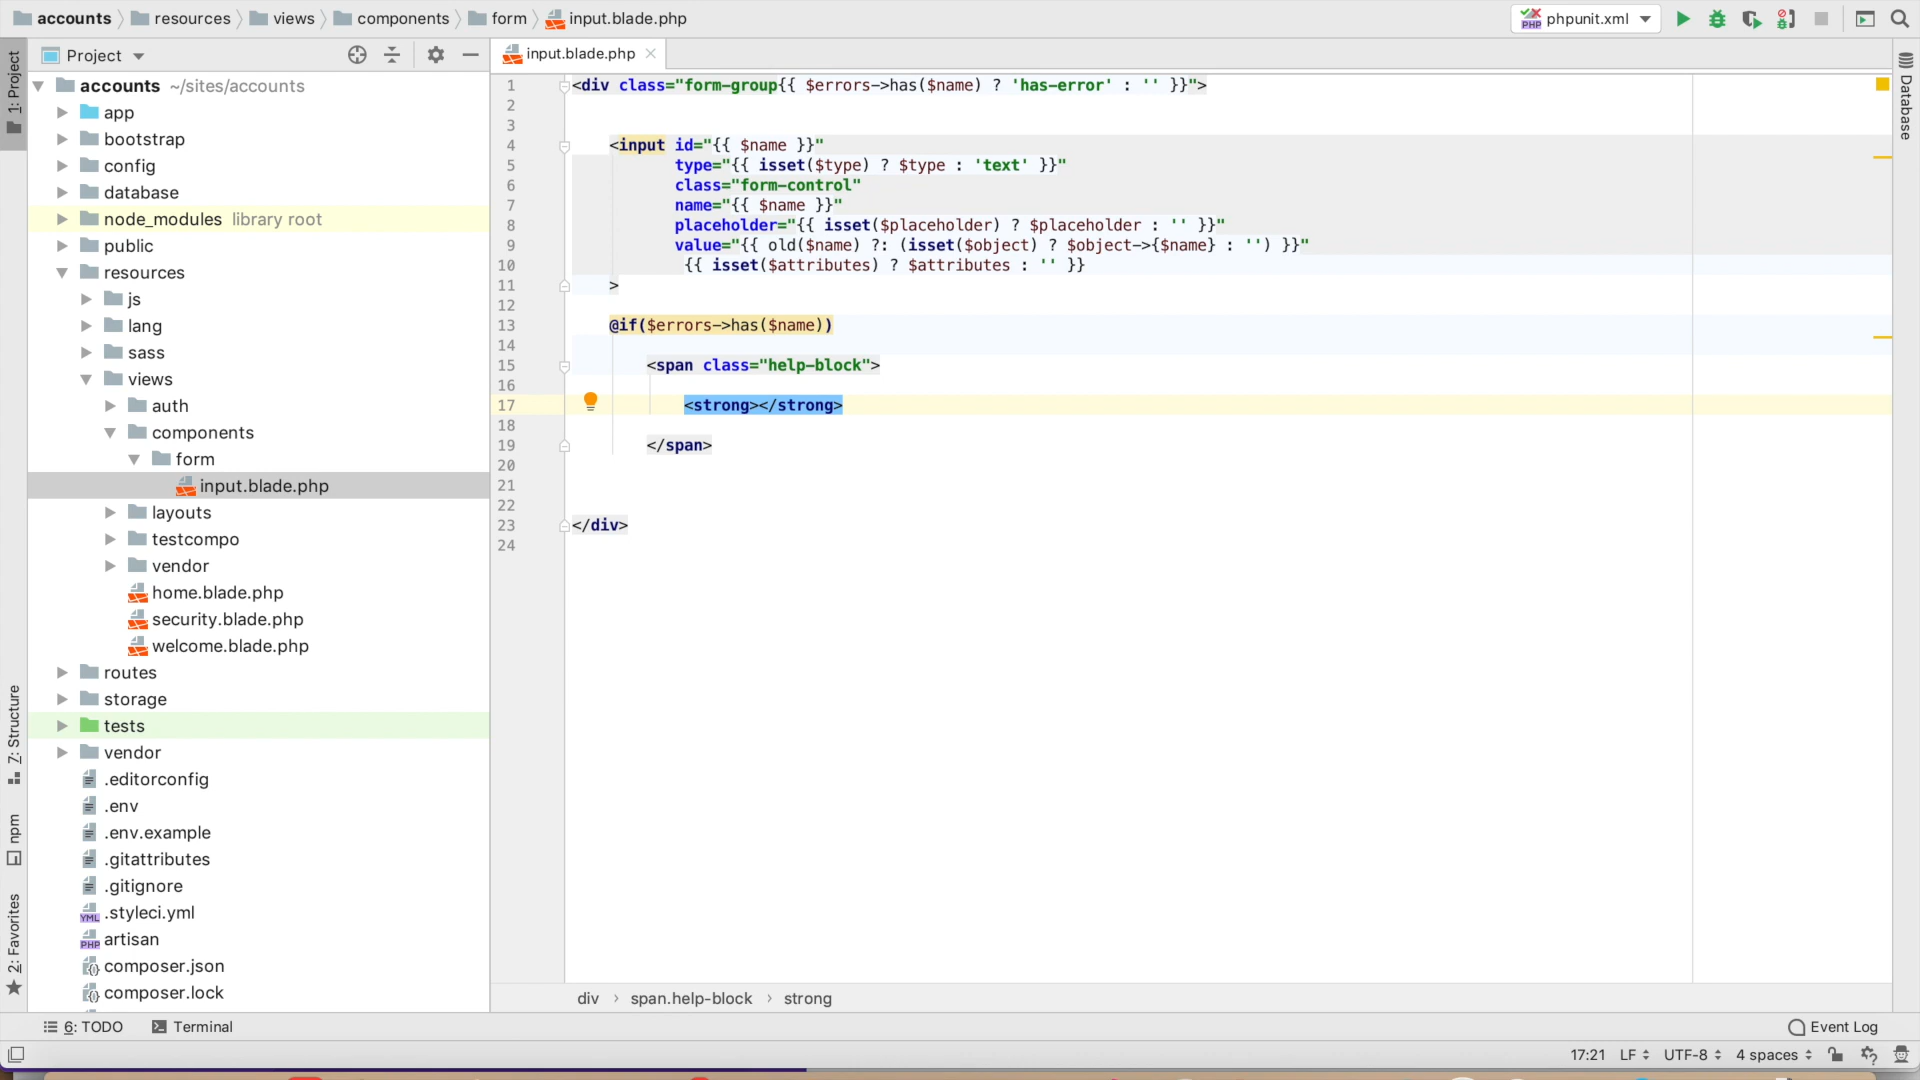 accounts resources views components form input.blade.php phpunit.xml
Project input.blade.php
1: Project
accounts ~/sites/accounts
app
bootstrap
config
database
node_modules library root
public
resources
js
lang
sass
views
auth
components
form
input.blade.php
layouts
testcompo
vendor
home.blade.php
security.blade.php
welcome.blade.php
routes
storage
tests
vendor
.editorconfig
.env
.env.example
.gitattributes
.gitignore
.styleci.yml
artisan
composer.json
composer.lock
Z: Structure
npm
2: Favorites
1 <div class="form-group{{ $errors->has($name) ? 'has-error' : '' }}">
2
3
4 <input id="{{ $name }}"
5 type="{{ isset($type) ? $type : 'text' }}"
6 class="form-control"
7 name="{{ $name }}"
8 placeholder="{{ isset($placeholder) ? $placeholder : '' }}"
9 value="{{ old($name) ?: (isset($object) ? $object->{$name} : '') }}"
10 {{ isset($attributes) ? $attributes : '' }}
11 >
12
13 @if($errors->has($name))
14
15 <span class="help-block">
16
17 <strong></strong>
18
19 </span>
20
21
22
23 </div>
24
Database
div › span.help-block › strong
6: TODO Terminal Event Log
17:21 LF UTF-8 4 spaces